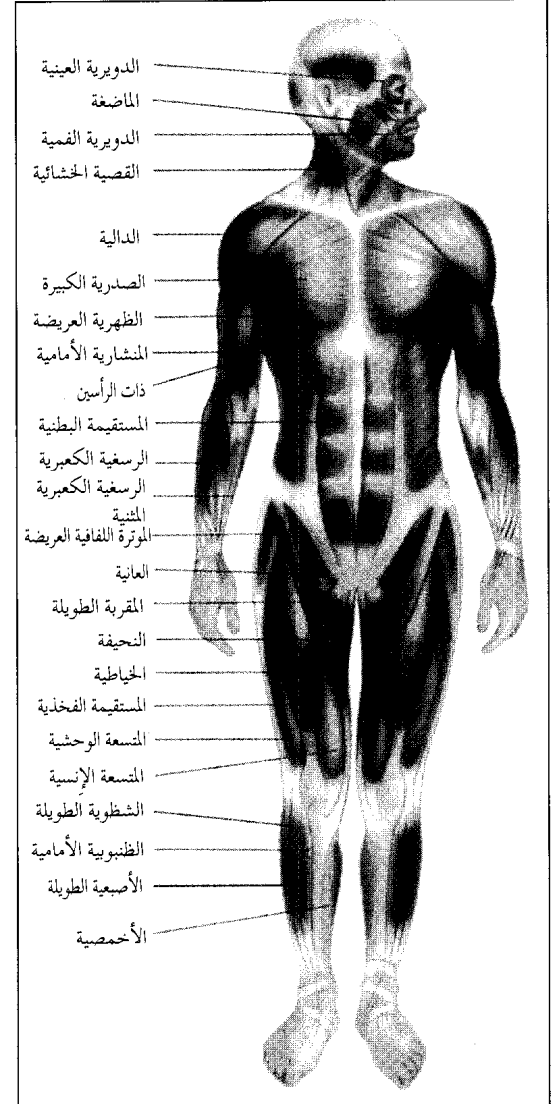 الدويرية العينية
الماضغة
الدويرية الفمية
القصية الخشائية
الدالية
الصدرية الكبيرة
الظهرية العريضة
المنشارية الأمامية
ذات الرأسين
المستقيمة البطنية
الرسغية الكعبرية
الرسغية الكعبرية
المثنية
الموترة اللفافية العريضة
العانية
المقربة الطويلة
النحيفة
الخياطية
المستقيمة الفخذية
المتسعة الوحشية
المتسعة الإنسية
الشظوية الطويلة
الظنبوبية الأمامية
الأصبعية الطويلة
الأخمصية